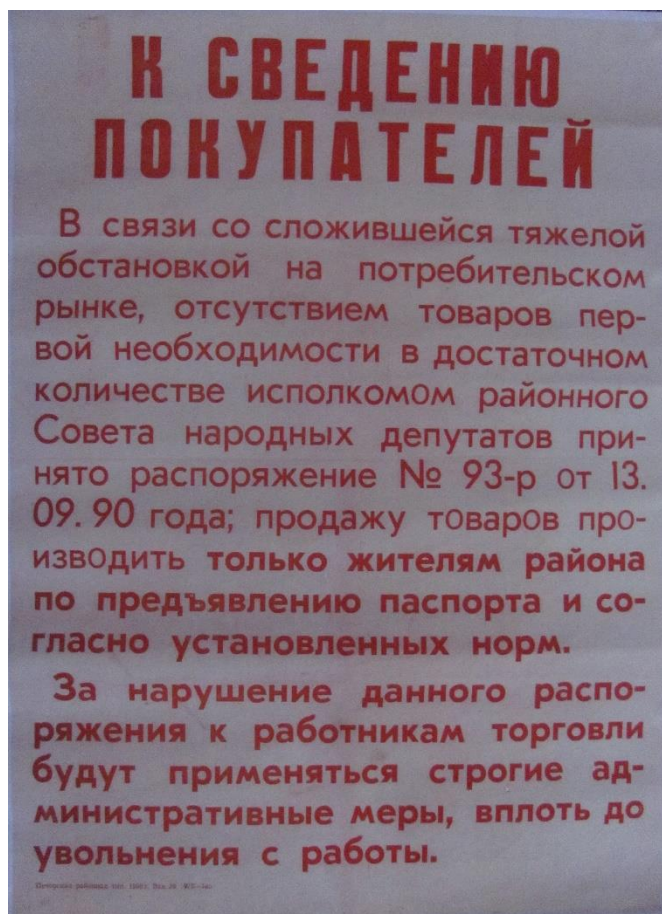 К СВЕДЕНИЮ
ПОКУПАТЕЛЕЙ
В связи со сложившейся тяжелой
обстановкой на потребительском
рынке, отсутствием товаров пер-
вой необходимости в достаточном
количестве исполкомом районного
Совета народных депутатов при-
нято распоряжение № 93-р от 13.
09. 90 года; продажу товаров про-
изводить только жителям района
по предъявлению паспорта и со-
гласно установленных норм.
За нарушение данного распо-
ряжения к работникам торговли
будут применяться строгие ад-
министративные меры, вплоть до
увольнения с работы.